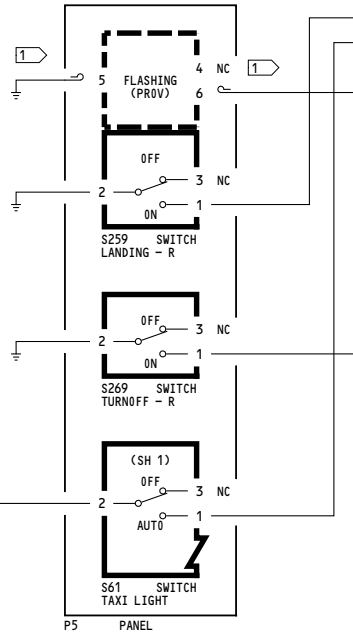 1
4 NC 1
5 FLASHING
(PROV) 6
OFF
3 NC
2
1
ON
S259 SWITCH
LANDING - R
OFF
3 NC
2
1
ON
S269 SWITCH
TURNOFF - R
(SH 1)
OFF
3 NC
2
1
AUTO
S61 SWITCH
TAXI LIGHT
P5 PANEL